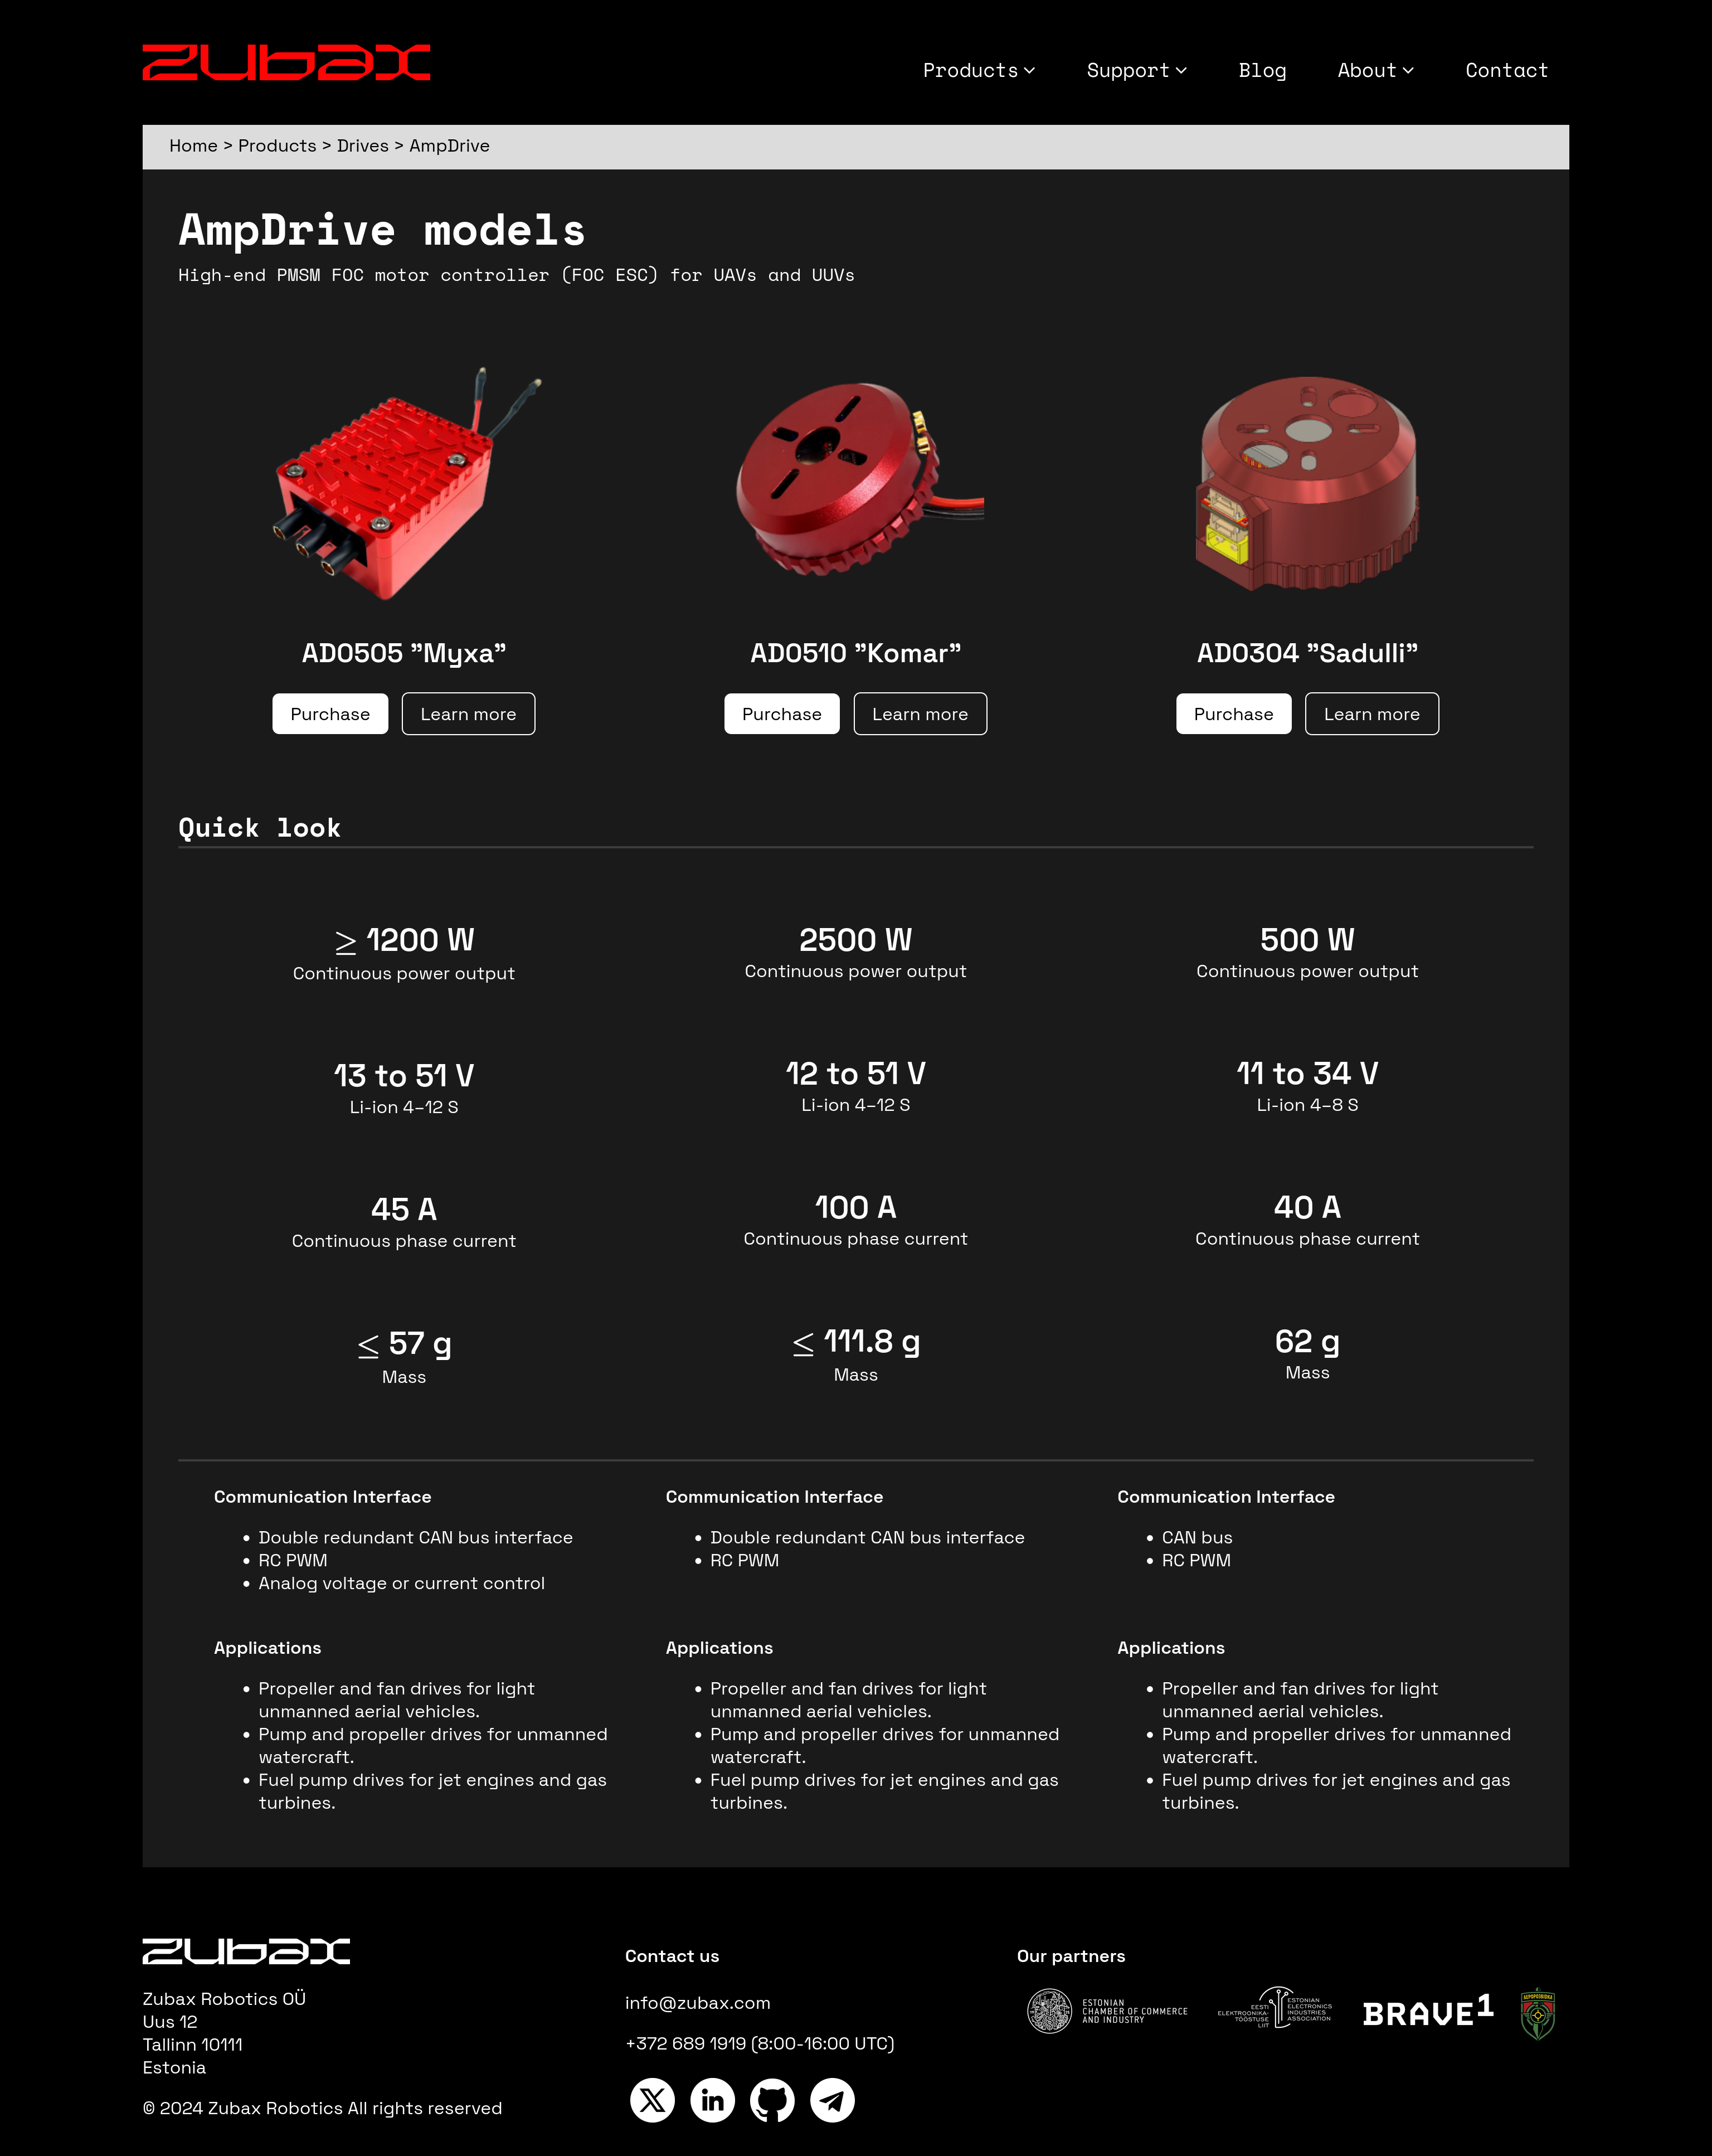 zubax
Products Support Blog About Contact
Home > Products > Drives > AmpDrive
AmpDrive models
High-end PMSM FOC motor controller (FOC ESC) for UAVs and UUVs
AD0505 ”Myxa” AD0510 ”Komar” AD0304 ”Sadulli”
Purchase Learn more Purchase Learn more Purchase Learn more
Quick look
≥ 1200 W 2500 W 500 W
Continuous power output Continuous power output Continuous power output
13 to 51 V 12 to 51 V 11 to 34 V
Li-ion 4–12 S Li-ion 4–12 S Li-ion 4–8 S
45 A 100 A 40 A
Continuous phase current Continuous phase current Continuous phase current
≤ 57 g ≤ 111.8 g 62 g
Mass Mass Mass
Communication Interface
• Double redundant CAN bus interface
• RC PWM
• Analog voltage or current control
Communication Interface
• Double redundant CAN bus interface
• RC PWM
Communication Interface
• CAN bus
• RC PWM
Applications
• Propeller and fan drives for light
unmanned aerial vehicles.
• Pump and propeller drives for unmanned
watercraft.
• Fuel pump drives for jet engines and gas
turbines.
Applications
• Propeller and fan drives for light
unmanned aerial vehicles.
• Pump and propeller drives for unmanned
watercraft.
• Fuel pump drives for jet engines and gas
turbines.
Applications
• Propeller and fan drives for light
unmanned aerial vehicles.
• Pump and propeller drives for unmanned
watercraft.
• Fuel pump drives for jet engines and gas
turbines.
zubax
Zubax Robotics OÜ
Uus 12
Tallinn 10111
Estonia
© 2024 Zubax Robotics All rights reserved
Contact us
info@zubax.com
+372 689 1919 (8:00-16:00 UTC)
Our partners
ESTONIAN
CHAMBER OF COMMERCE
AND INDUSTRY
EESTI
ELEKTROONIKA-
TÖÖSTUSE
LIIT
ESTONIAN
ELECTRONICS
INDUSTRIES
ASSOCIATION
BRAVE1
АЕРОРОЗВІДКА